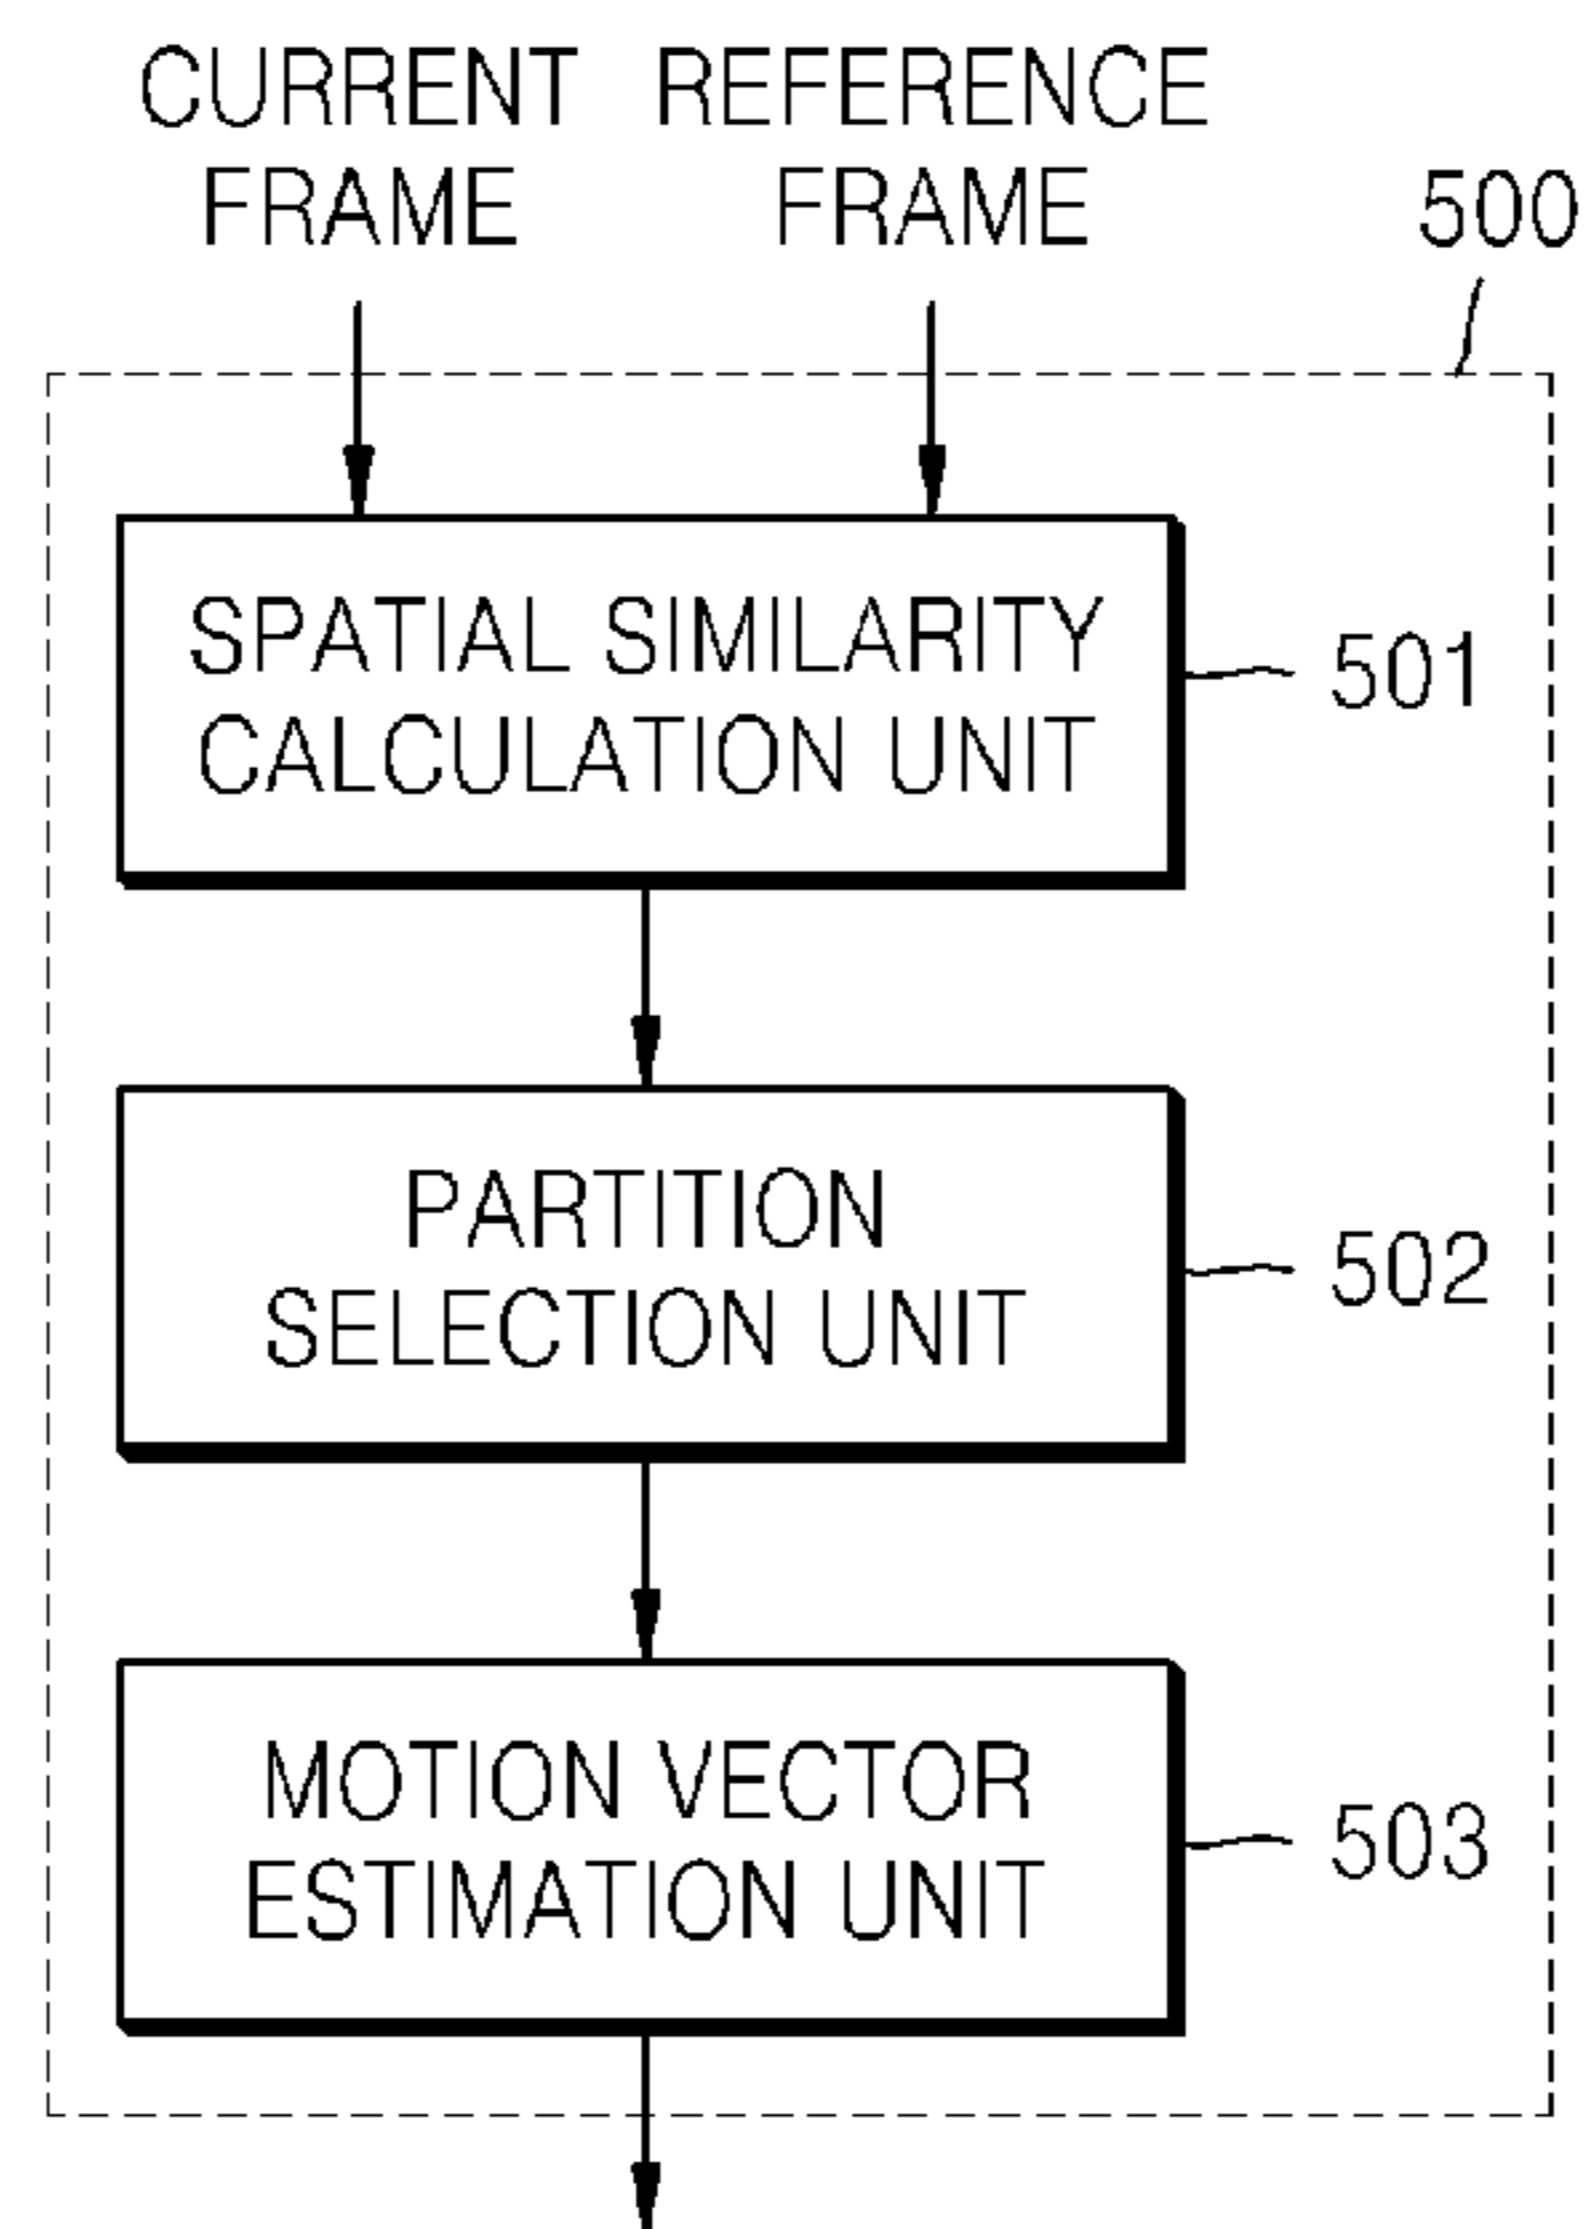 CURRENT REFERENCE
FRAME FRAME
500
SPATIAL SIMILARITY
CALCULATION UNIT
501
PARTITION
SELECTION UNIT
502
MOTION VECTOR
ESTIMATION UNIT
503